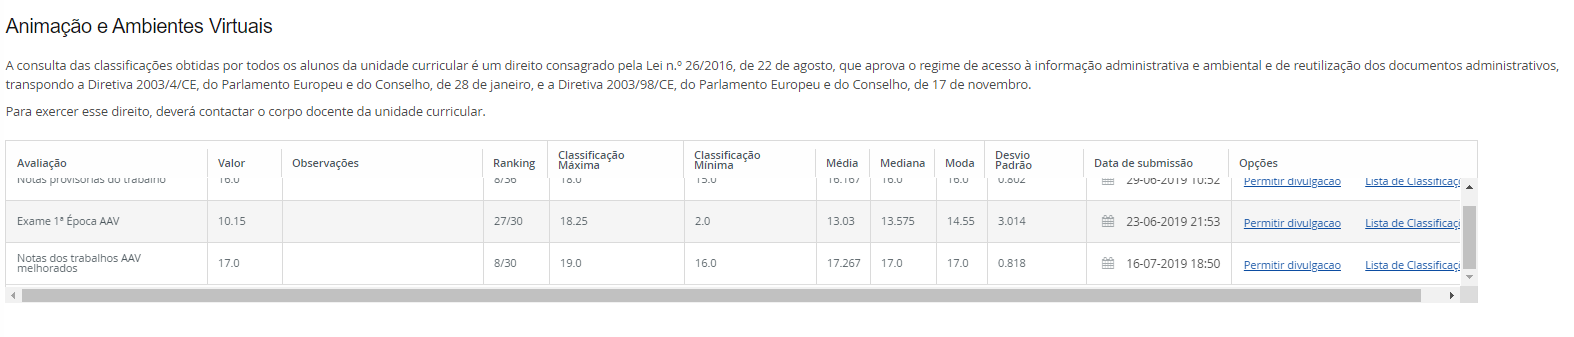 Animação e Ambientes Virtuais
A consulta das classificações obtidas por todos os alunos da unidade curricular é um direito consagrado pela Lei n.º 26/2016, de 22 de agosto, que aprova o regime de acesso à informação administrativa e ambiental e de reutilização dos documentos administrativos,
transpondo a Diretiva 2003/4/CE, do Parlamento Europeu e do Conselho, de 28 de janeiro, e a Diretiva 2003/98/CE, do Parlamento Europeu e do Conselho, de 17 de novembro.
Para exercer esse direito, deverá contactar o corpo docente da unidade curricular.
Avaliação Valor Observações Ranking Classificação Máxima Classificação Mínima Média Mediana Moda Desvio Padrão Data de submissão Opções
Notas provisórias do trabalho 16.0 8/36 18.0 15.0 16.167 16.0 16.0 0.802 29-06-2019 10:52 Permitir divulgacao Lista de Classificaç
Exame 1ª Época AAV 10.15 27/30 18.25 2.0 13.03 13.575 14.55 3.014 23-06-2019 21:53 Permitir divulgacao Lista de Classificaç
Notas dos trabalhos AAV melhorados 17.0 8/30 19.0 16.0 17.267 17.0 17.0 0.818 16-07-2019 18:50 Permitir divulgacao Lista de Classificaç